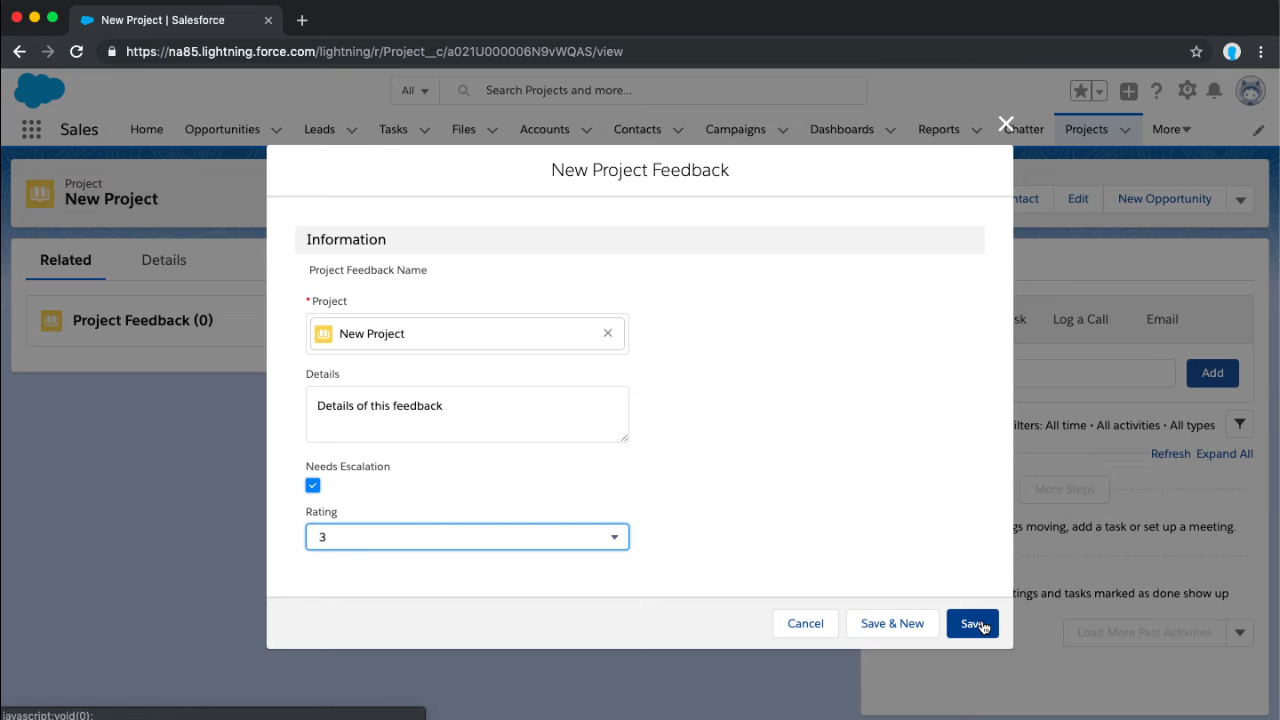 New Project | Salesforce
https://na85.lightning.force.com/lightning/r/Project__c/a021U000006N9vWQAS/view
All
Search Projects and more...
Sales
Home
Opportunities
Leads
Tasks
Files
Accounts
Contacts
Campaigns
Dashboards
Reports
Chatter
Projects
More
Project
New Project
ntact
Edit
New Opportunity
New Project Feedback
Related
Details
Project Feedback (0)
Information
Project Feedback Name
* Project
New Project
Details
Details of this feedback
Needs Escalation
Rating
3
Cancel
Save & New
Save
sk
Log a Call
Email
Add
ilters: All time • All activities • All types
Refresh
Expand All
More Steps
gs moving, add a task or set up a meeting.
tings and tasks marked as done show up
Load More Past Activities
javascript:void(0);